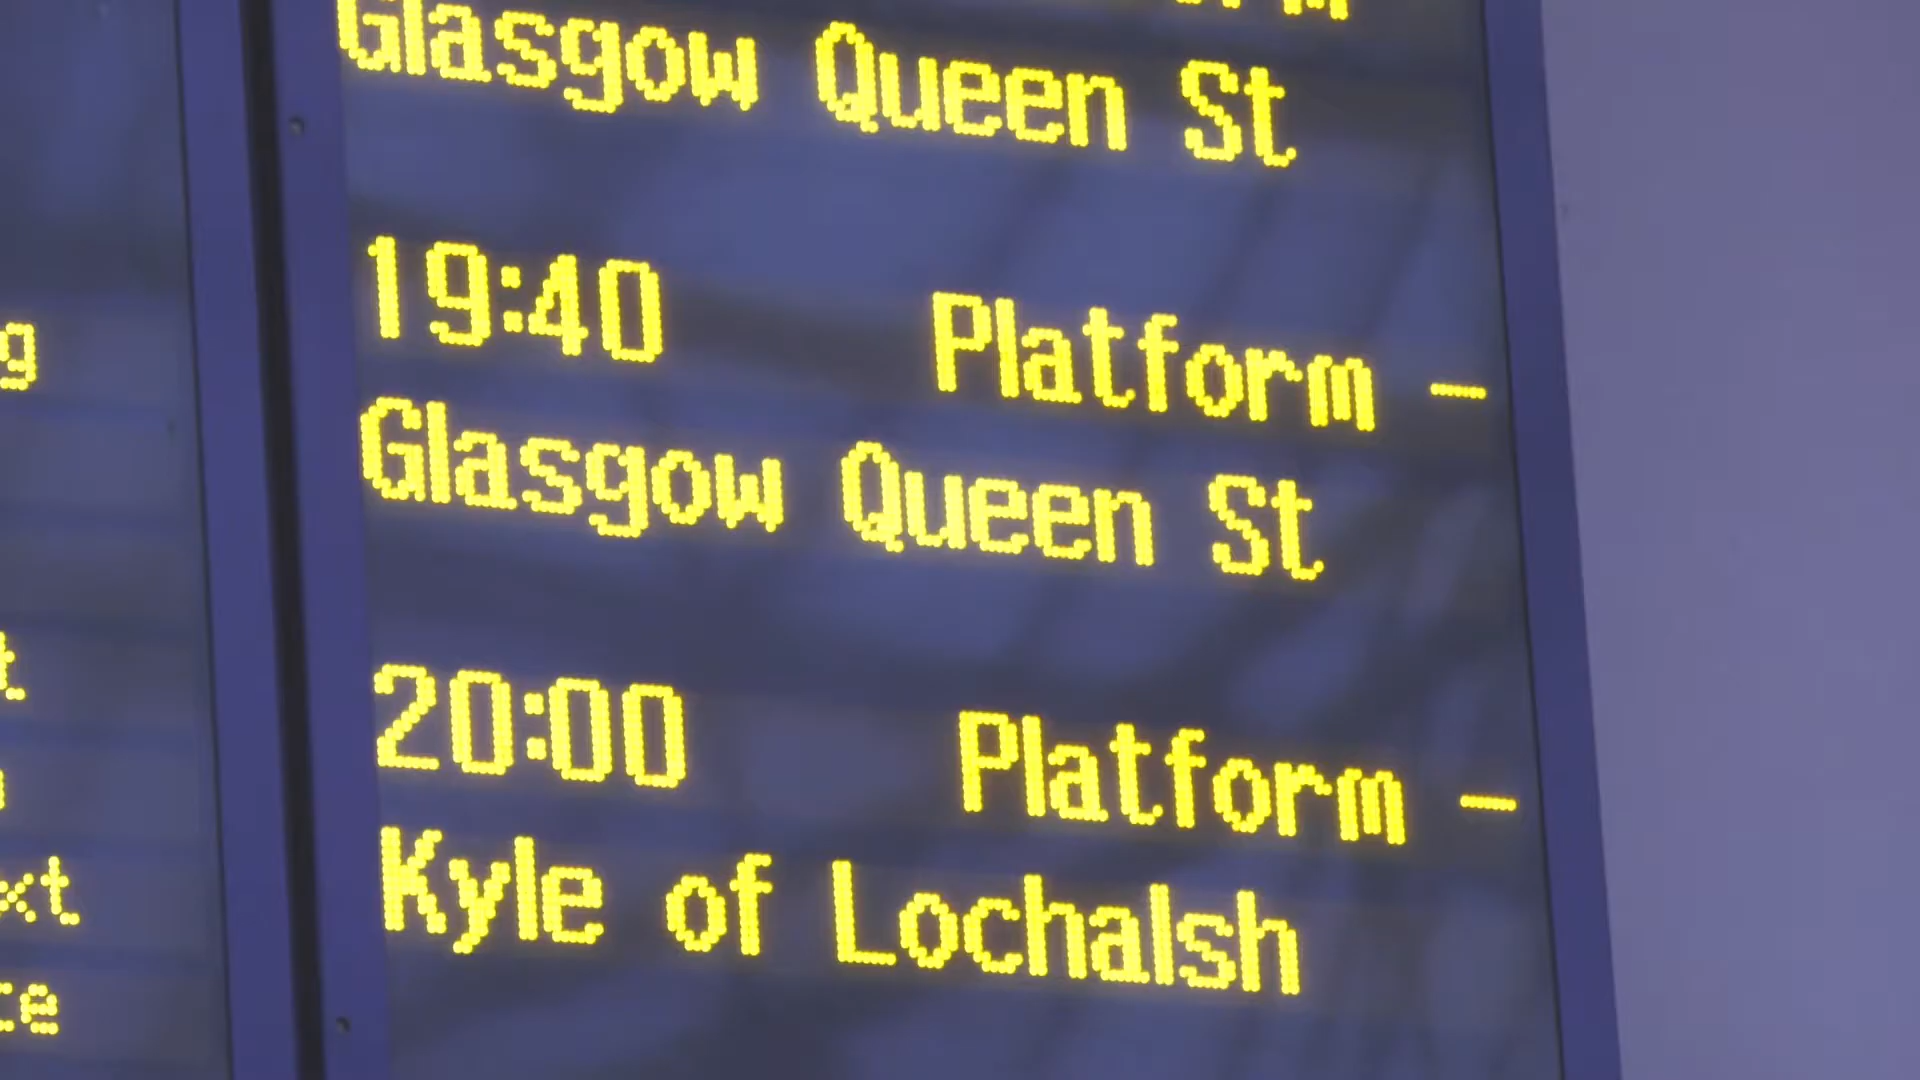 Glasgow Queen St
19:40 Platform –
Glasgow Queen St
20:00 Platform –
Kyle of Lochalsh